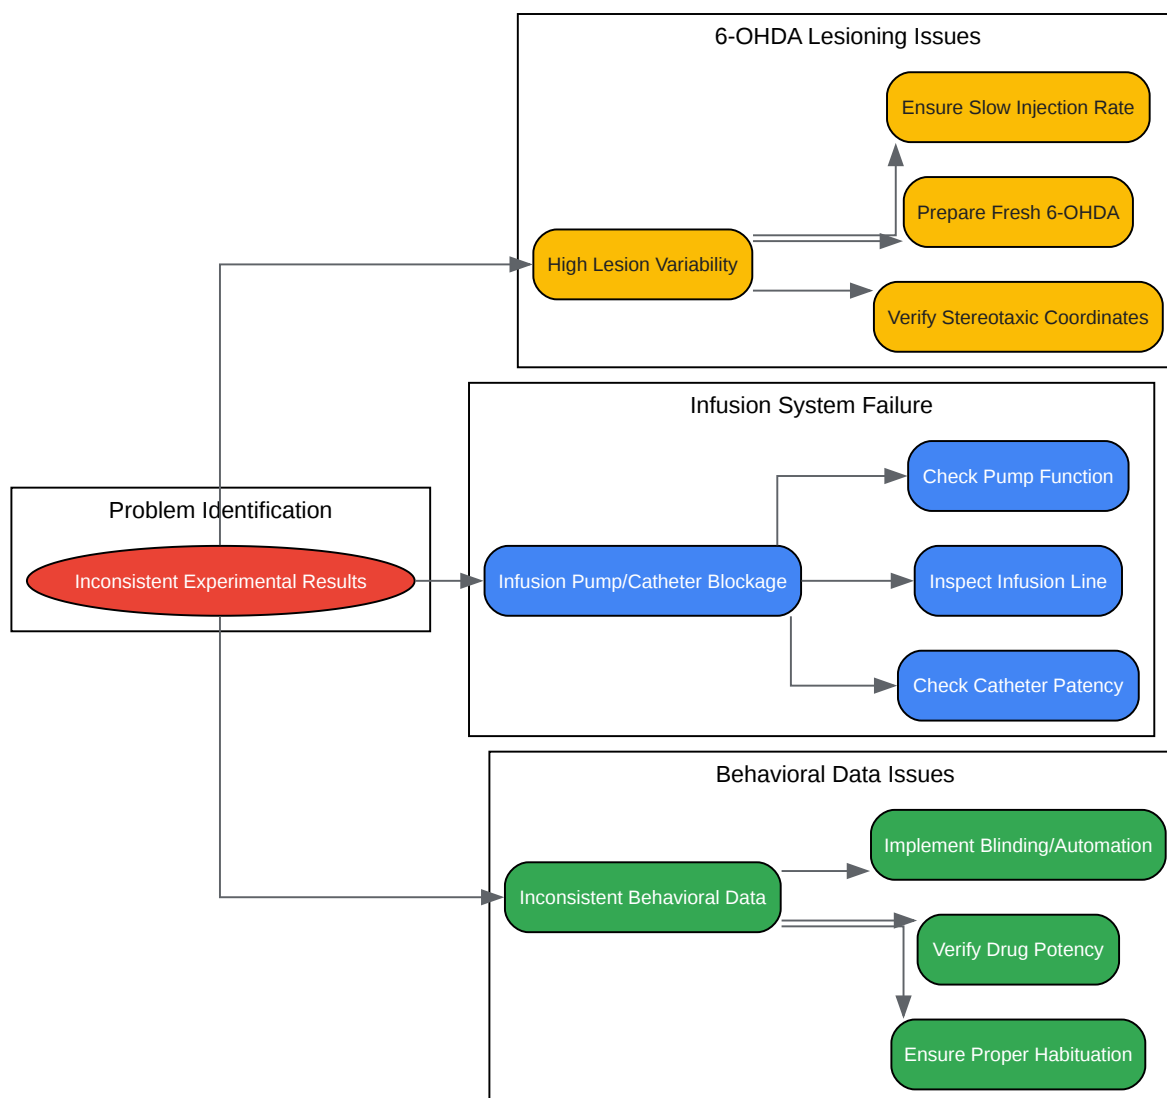 6-OHDA Lesioning Issues
Ensure Slow Injection Rate
Prepare Fresh 6-OHDA
High Lesion Variability
Verify Stereotaxic Coordinates
Infusion System Failure
Check Pump Function
Problem Identification
Inconsistent Experimental Results
Infusion Pump/Catheter Blockage
Inspect Infusion Line
Check Catheter Patency
Behavioral Data Issues
Implement Blinding/Automation
Inconsistent Behavioral Data
Verify Drug Potency
Ensure Proper Habituation